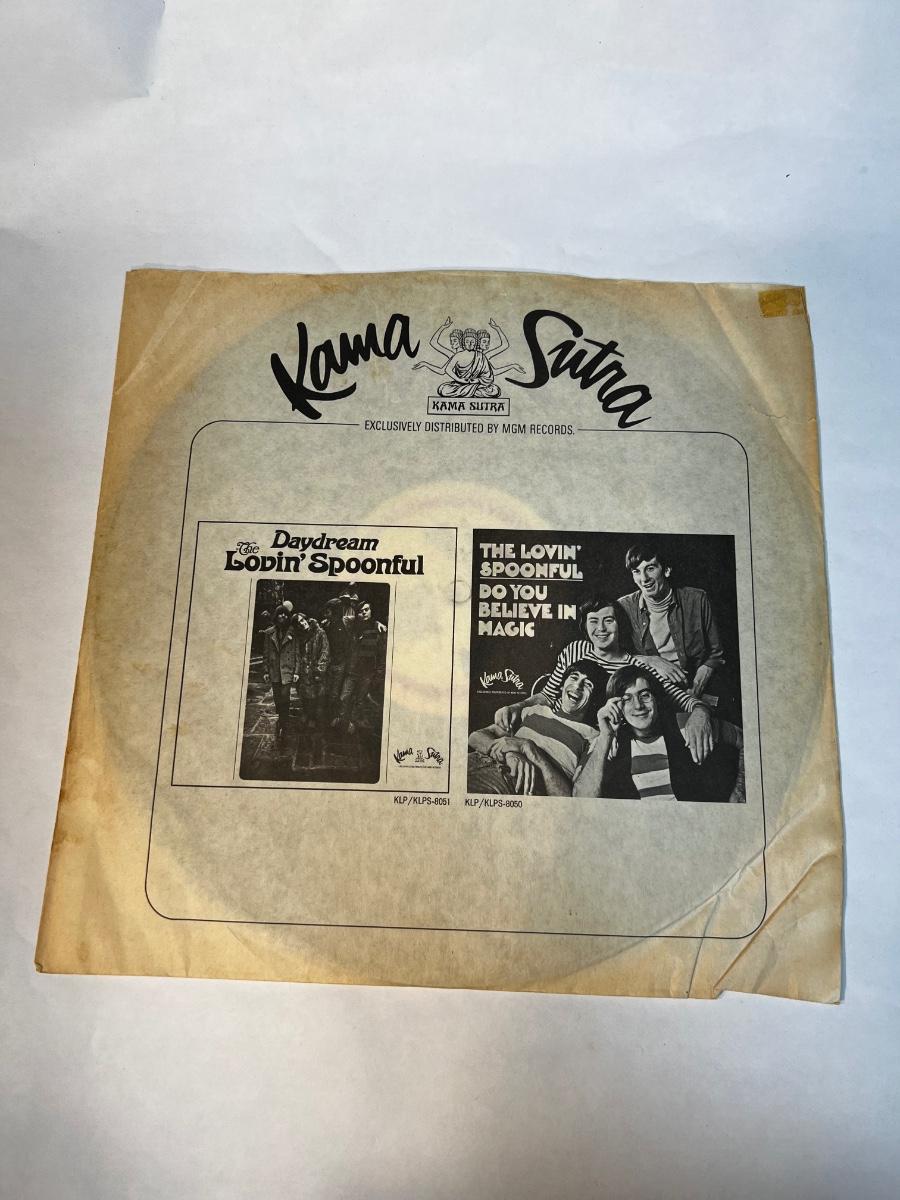 Kama Sutra
KAMA SUTRA
EXCLUSIVELY DISTRIBUTED BY MGM RECORDS.
Daydream
The
Lovin' Spoonful
Kama Sutra
KLP/KLPS-8051
THE LOVIN'
SPOONFUL
DO YOU
BELIEVE IN
MAGIC
Kama Sutra
KLP/KLPS-8050